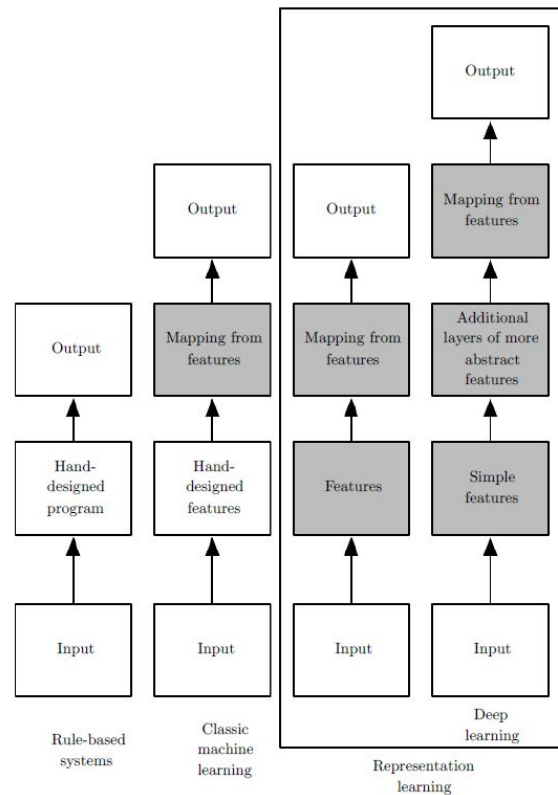 Output
Output
Output
Mapping from
features
Output
Mapping from
features
Mapping from
features
Additional
layers of more
abstract
features
Hand-
designed
program
Hand-
designed
features
Features
Simple
features
Input
Input
Input
Input
Rule-based
systems
Classic
machine
learning
Representation
learning
Deep
learning